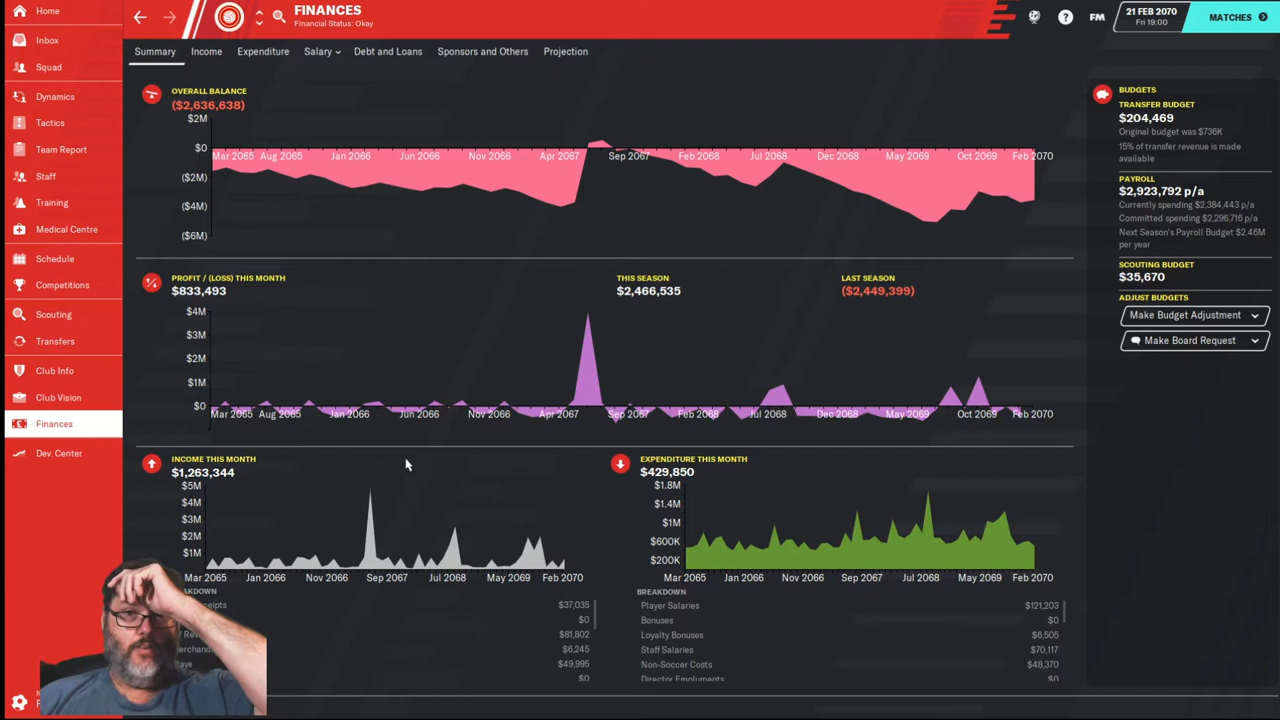 Home
Inbox
Squad
Dynamics
Tactics
Team Report
Staff
Training
Medical Centre
Schedule
Competitions
Scouting
Transfers
Club Info
Club Vision
Finances
Dev. Center
FINANCES
Financial Status: Okay
FM
21 FEB 2070
Fri 19:00
MATCHES
Summary
Income
Expenditure
Salary
Debt and Loans
Sponsors and Others
Projection
OVERALL BALANCE
($2,636,638)
$2M
$0
($2M)
($4M)
($6M)
Mar 2065 Aug 2065 Jan 2066 Jun 2066 Nov 2066 Apr 2067 Sep 2067 Feb 2068 Jul 2068 Dec 2068 May 2069 Oct 2069 Feb 2070
PROFIT / (LOSS) THIS MONTH
$833,493
THIS SEASON
$2,466,535
LAST SEASON
($2,449,399)
$4M
$3M
$2M
$1M
$0
Mar 2065 Aug 2065 Jan 2066 Jun 2066 Nov 2066 Apr 2067 Sep 2067 Feb 2068 Jul 2068 Dec 2068 May 2069 Oct 2069 Feb 2070
INCOME THIS MONTH
$1,263,344
$5M
$4M
$3M
$2M
$1M
Mar 2065 Jan 2066 Nov 2066 Sep 2067 Jul 2068 May 2069 Feb 2070
$37,035
$0
$81,802
$6,245
$49,995
$0
EXPENDITURE THIS MONTH
$429,850
$1.8M
$1.4M
$1M
$600K
$200K
Mar 2065 Jan 2066 Nov 2066 Sep 2067 Jul 2068 May 2069 Feb 2070
BREAKDOWN
Player Salaries $121,203
Bonuses $0
Loyalty Bonuses $6,505
Staff Salaries $70,117
Non-Soccer Costs $48,370
Director Emoluments $0
BUDGETS
TRANSFER BUDGET
$204,469
Original budget was $736K
15% of transfer revenue is made
available
PAYROLL
$2,923,792 p/a
Currently spending $2,384,443 p/a
Committed spending $2,296,716 p/a
Next Season's Payroll Budget $2.46M
per year
SCOUTING BUDGET
$35,670
ADJUST BUDGETS
Make Budget Adjustment
Make Board Request